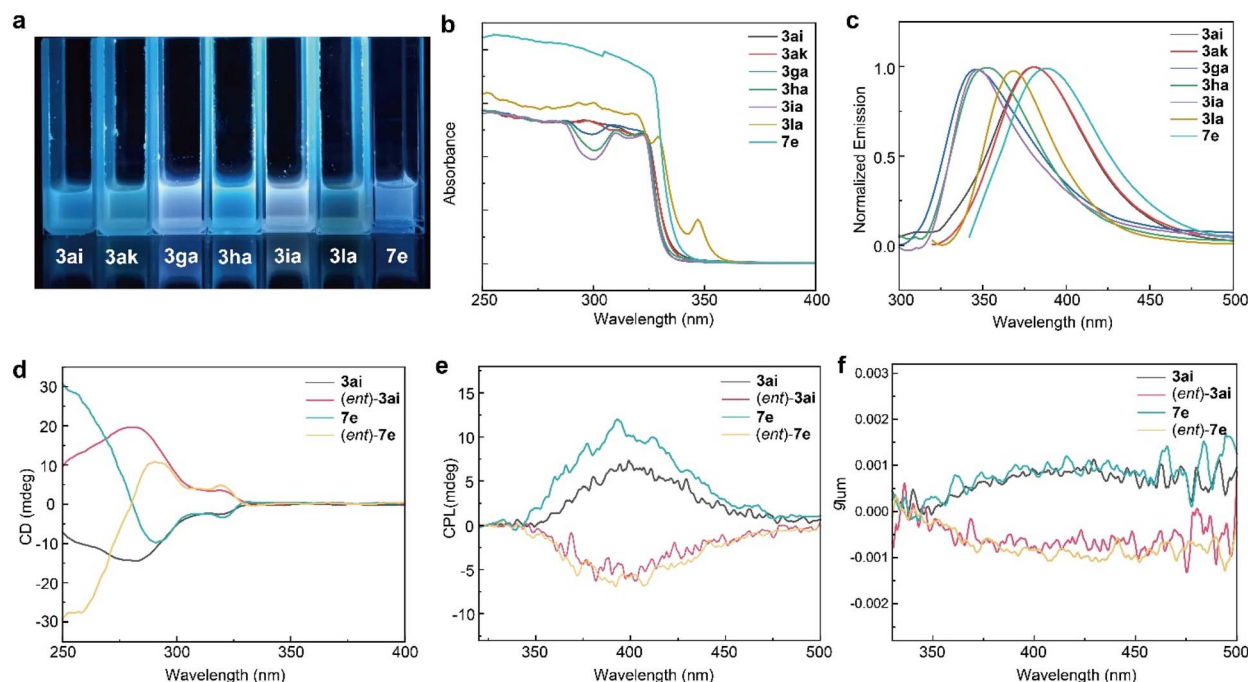 a
3ai 3ak 3ga 3ha 3ia 3la 7e
b
3ai
3ak
3ga
3ha
3ia
3la
7e
Absorbance
250 300 350 400
Wavelength (nm)
c
3ai
3ak
3ga
3ha
3ia
3la
7e
Normalized Emission
1.0
0.5
0.0
300 350 400 450 500
Wavelength (nm)
d
3ai
(ent)-3ai
7e
(ent)-7e
CD (mdeg)
30
20
10
0
-10
-20
-30
250 300 350 400
Wavelength (nm)
e
3ai
(ent)-3ai
7e
(ent)-7e
CPL(mdeg)
15
10
5
0
-5
-10
350 400 450 500
Wavelength (nm)
f
3ai
(ent)-3ai
7e
(ent)-7e
glum
0.003
0.002
0.001
0.000
-0.001
-0.002
350 400 450 500
Wavelength (nm)